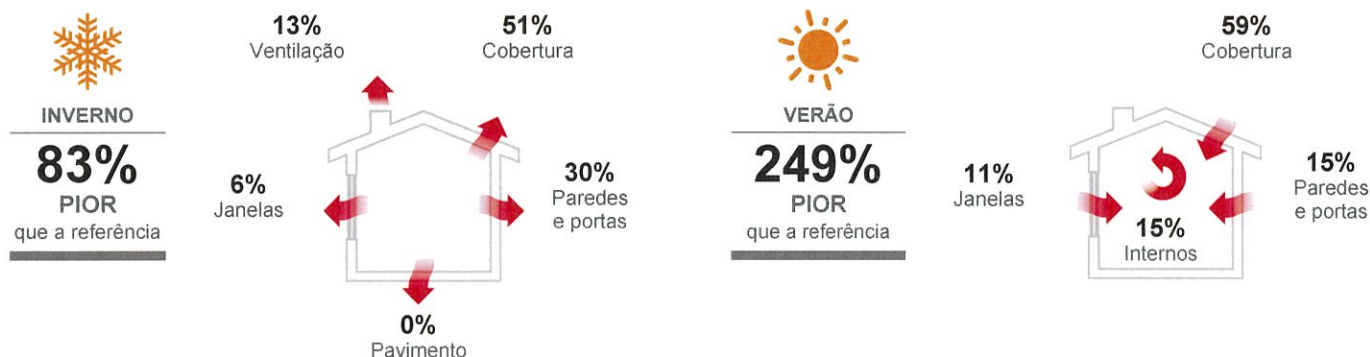 INVERNO
83%
PIOR
que a referência
13%
Ventilação
51%
Cobertura
6%
Janelas
30%
Paredes
e portas
0%
Pavimento
VERÃO
249%
PIOR
que a referência
59%
Cobertura
11%
Janelas
15%
Internos
15%
Paredes
e portas